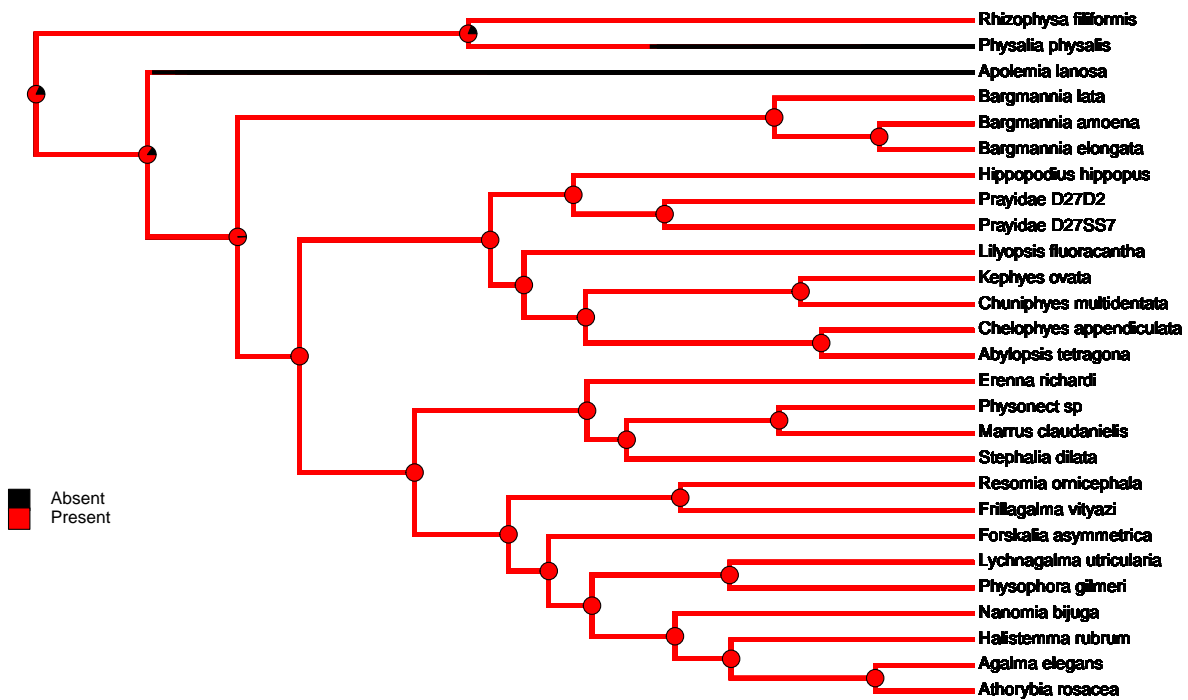 Rhizophysa filiformis
Physalia physalis
Apolemia lanosa
Bargmannia lata
Bargmannia amoena
Bargmannia elongata
Hippopodius hippopus
Prayidae D27D2
Prayidae D27SS7
Lilyopsis fluoracantha
Kephyes ovata
Chuniphyes multidentata
Chelophyes appendiculata
Abylopsis tetragona
Erenna richardi
Physonect sp
Marrus claudanielis
Stephalia dilata
Resomia ornicephala
Frillagalma vityazi
Forskalia asymmetrica
Lychnagalma utricularia
Physophora gilmeri
Nanomia bijuga
Halistemma rubrum
Agalma elegans
Athorybia rosacea
Absent
Present